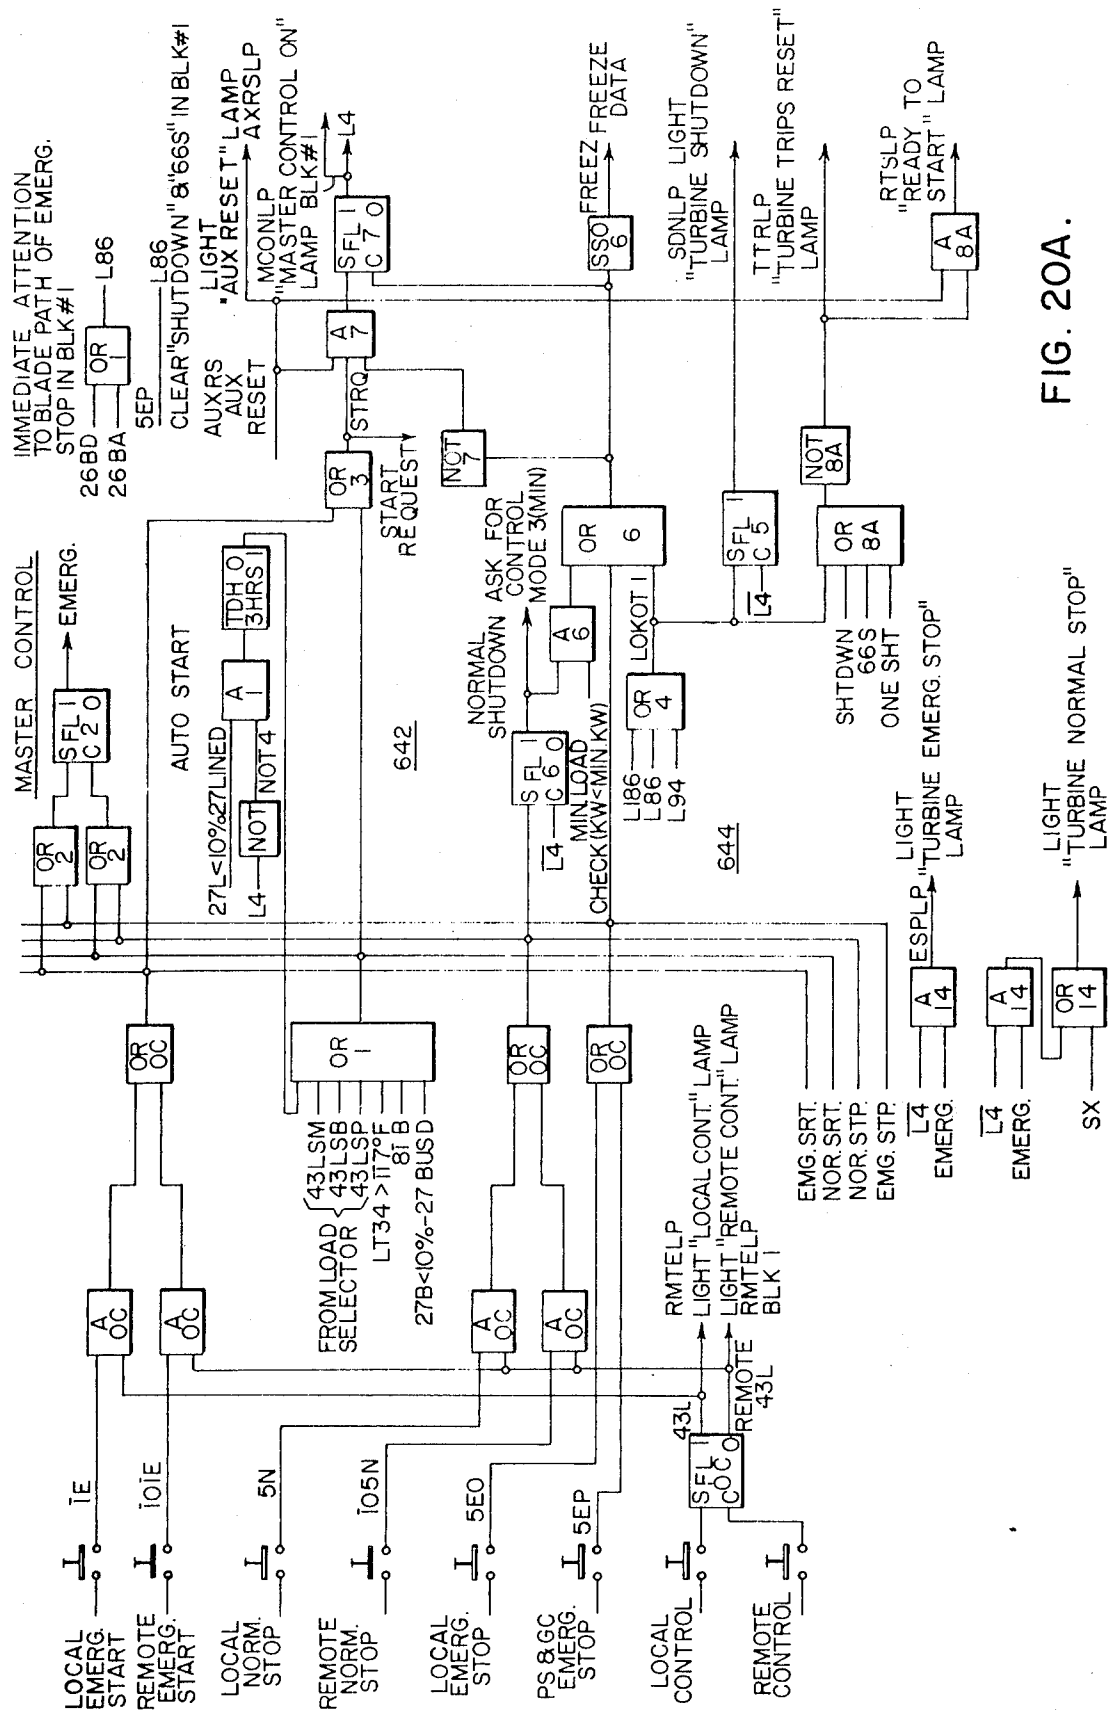 MASTER CONTROL
EMERG.
OR
2
OR
2
SFL 1
C 2 0
IMMEDIATE ATTENTION
TO BLADE PATH OF EMERG.
STOP IN BLK#1
26BD
26BA
OR
1
L86
5EP
L86
CLEAR "SHUTDOWN" & "66S" IN BLK#1
LIGHT
"AUX RESET" LAMP
AXRSLP
MCONLP
"MASTER CONTROL ON"
LAMP BLK#1
L4
AUXRS
AUX
RESET
SFL 1
C 7 0
A
7
STRQ
OR
3
START
REQUEST
NOT
7
AUTO START
27L<10%27LINED
L4
NOT
NOT 4
A
1
TDH 0
3HRS 1
642
LOCAL
EMERG.
START
1E
REMOTE
EMERG.
START
101E
A
OC
A
OC
OR
OC
FROM LOAD
SELECTOR
43LSM
43LSB
43LSP
LT34 > 117°F
81B
27B<10%-27 BUSD
OR
1
LOCAL
NORM.
STOP
5N
REMOTE
NORM.
STOP
105N
A
OC
A
OC
OR
OC
OR
OC
LOCAL
EMERG.
STOP
5EO
PS&GC
EMERG.
STOP
5EP
NORMAL
SHUTDOWN
ASK FOR
CONTROL
MODE 3(MIN)
SFL 1
C 6 0
L4
MIN. LOAD
CHECK(KW<MIN.KW)
A
6
OR
6
SSO
6
FREEZ
FREEZE
DATA
L186
L86
L94
OR
4
LOKOT 1
644
SFL 1
C 5
L4
SDNLP LIGHT
"TURBINE SHUTDOWN"
LAMP
SHTDWN
66S
ONE SHT
OR
8A
NOT
8A
TTRLP
"TURBINE TRIPS RESET"
LAMP
A
8A
RTSLP
"READY TO
START" LAMP
LOCAL
CONTROL
REMOTE
CONTROL
SFL 1
COC 0
43L
REMOTE
43L
RMTELP
LIGHT "LOCAL CONT." LAMP
LIGHT "REMOTE CONT." LAMP
RMTELP
BLK 1
EMG. SRT.
NOR. SRT.
NOR. STP.
EMG. STP.
L4
EMERG.
A
14
ESPLP
LIGHT
"TURBINE EMERG. STOP"
LAMP
L4
EMERG.
A
14
SX
OR
14
LIGHT
"TURBINE NORMAL STOP"
LAMP
FIG. 20A.